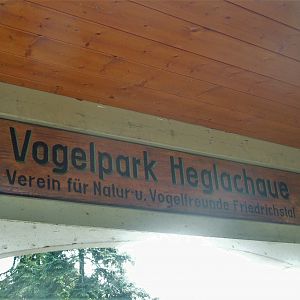 Vogelpark Heglachaue
Verein für Natur u. Vogelfreunde Friedrichstal